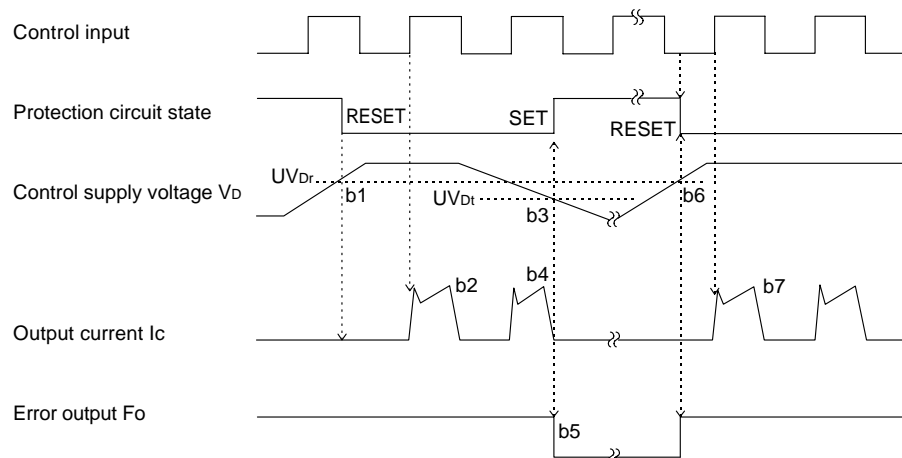 Control input
Protection circuit state
RESET
SET
RESET
Control supply voltage VD
UVDr
b1
UVDt
b3
b6
b2
b4
b7
Output current Ic
Error output Fo
b5